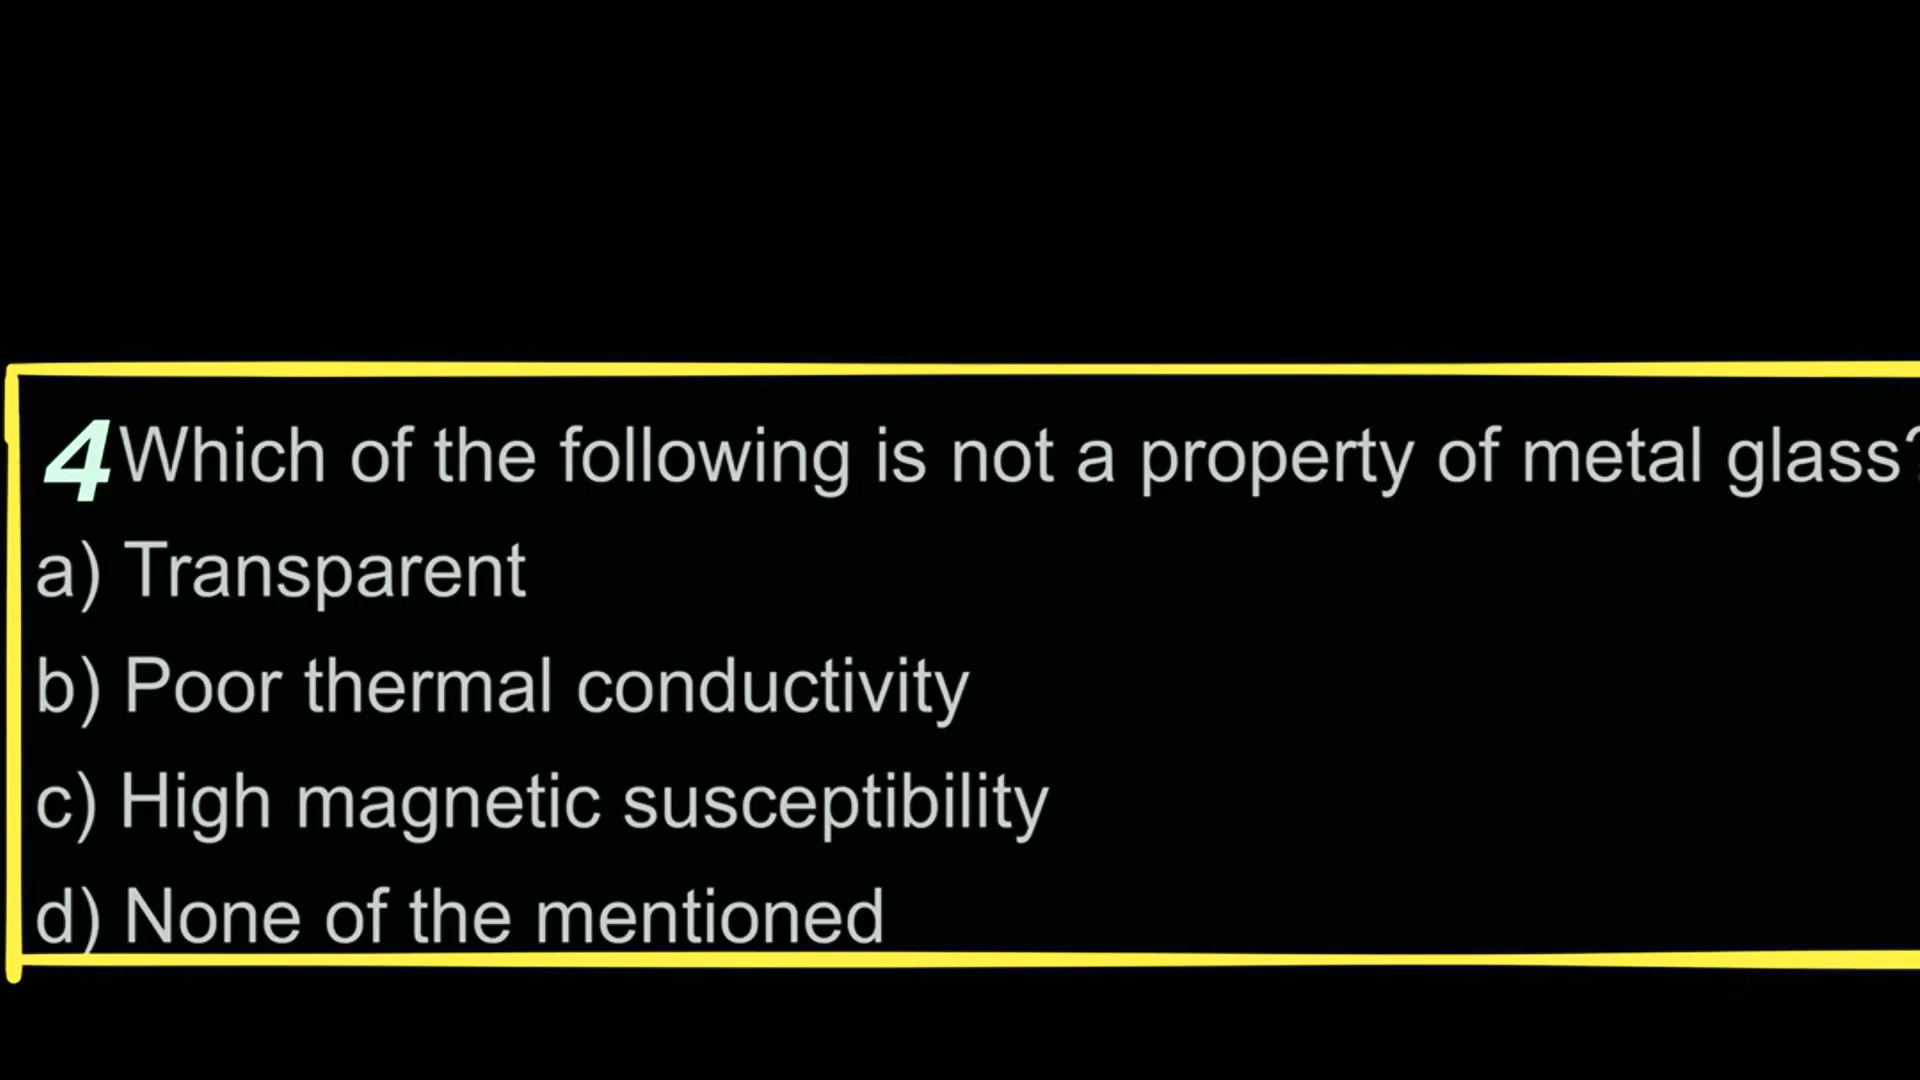 4 Which of the following is not a property of metal glass?
a) Transparent
b) Poor thermal conductivity
c) High magnetic susceptibility
d) None of the mentioned